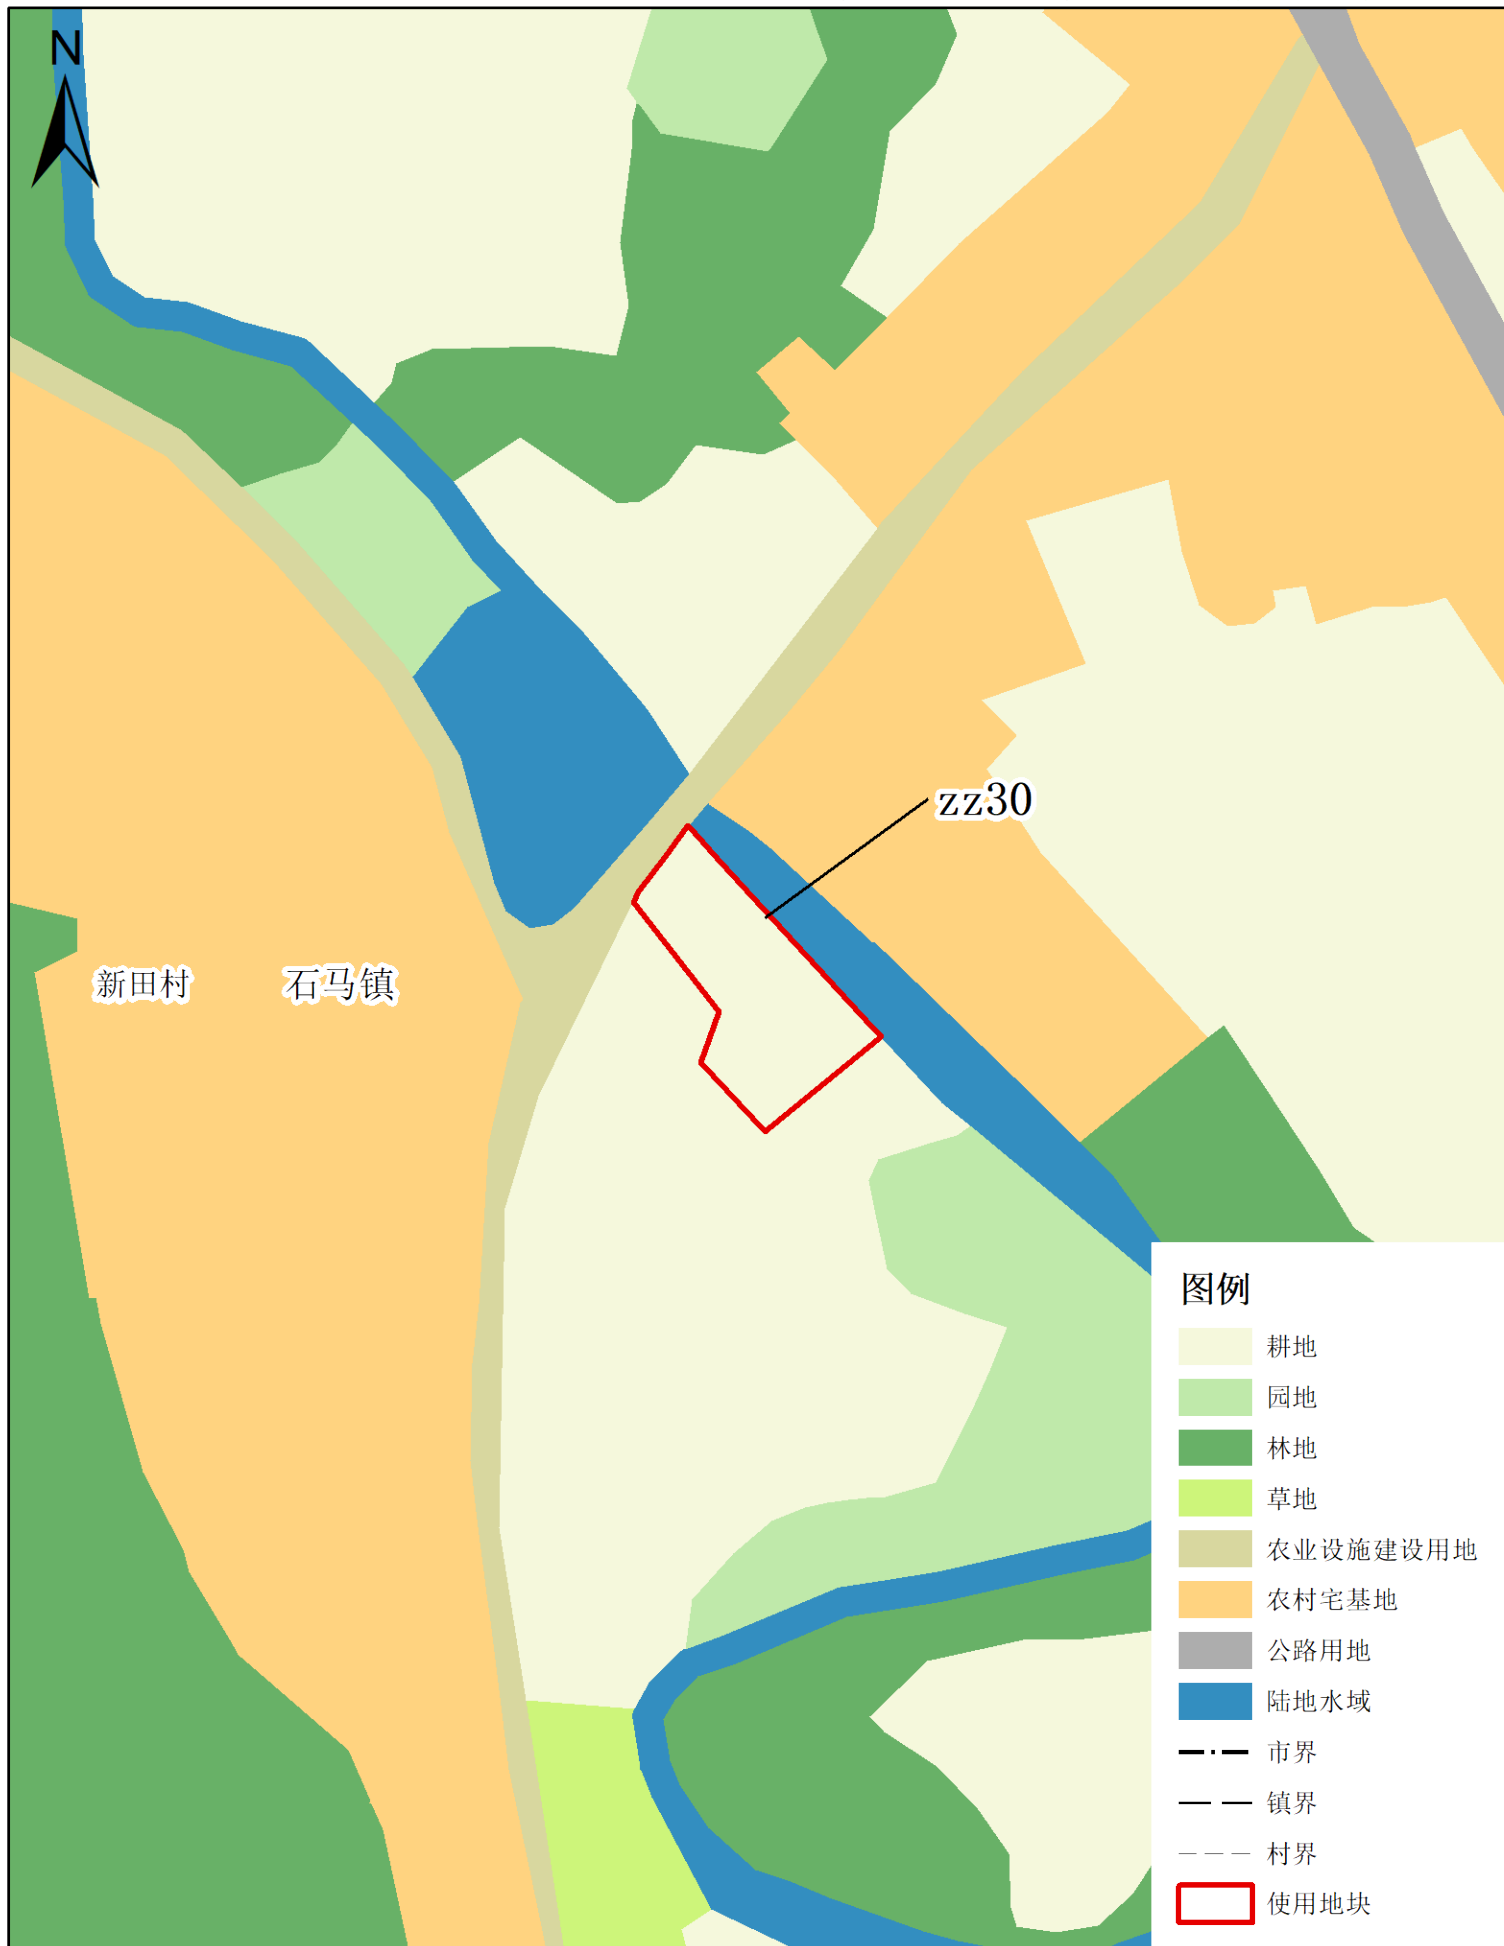 N
zz30
新田村
石马镇
图例
耕地
园地
林地
草地
农业设施建设用地
农村宅基地
公路用地
陆地水域
市界
镇界
村界
使用地块